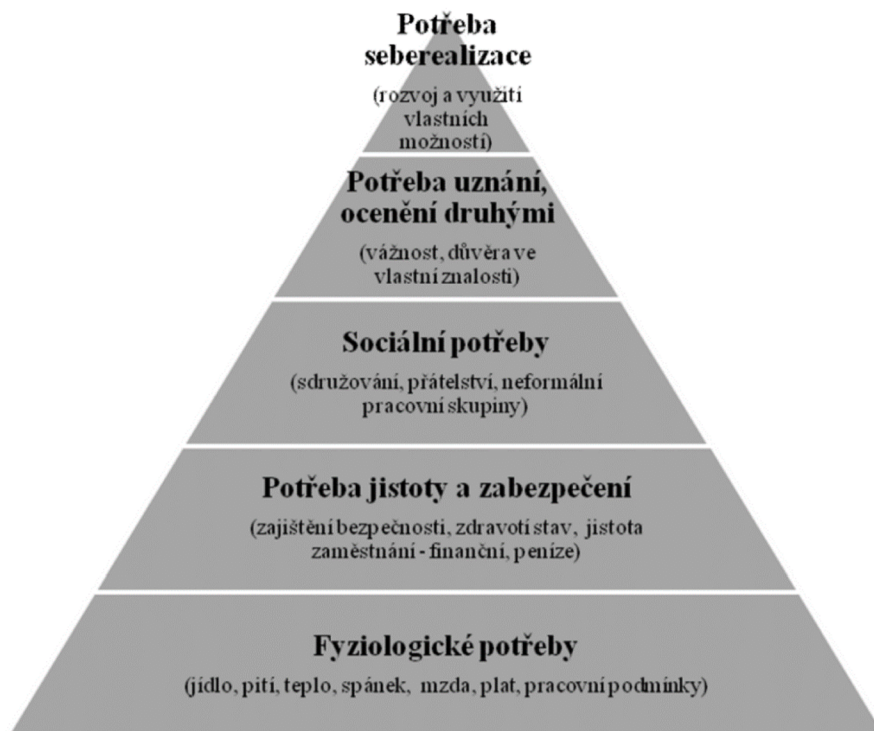 Potřeba
seberealizace
(rozvoj a využití
vlastních
možností)
Potřeba uznání,
ocenění druhými
(vážnost, důvěra ve
vlastní znalosti)
Sociální potřeby
(sdružování, přátelství, neformální
pracovní skupiny)
Potřeba jistoty a zabezpečení
(zajištění bezpečnosti, zdravotí stav, jistota
zaměstnání - finanční, peníze)
Fyziologické potřeby
(jídlo, pití, teplo, spánek, mzda, plat, pracovní podmínky)